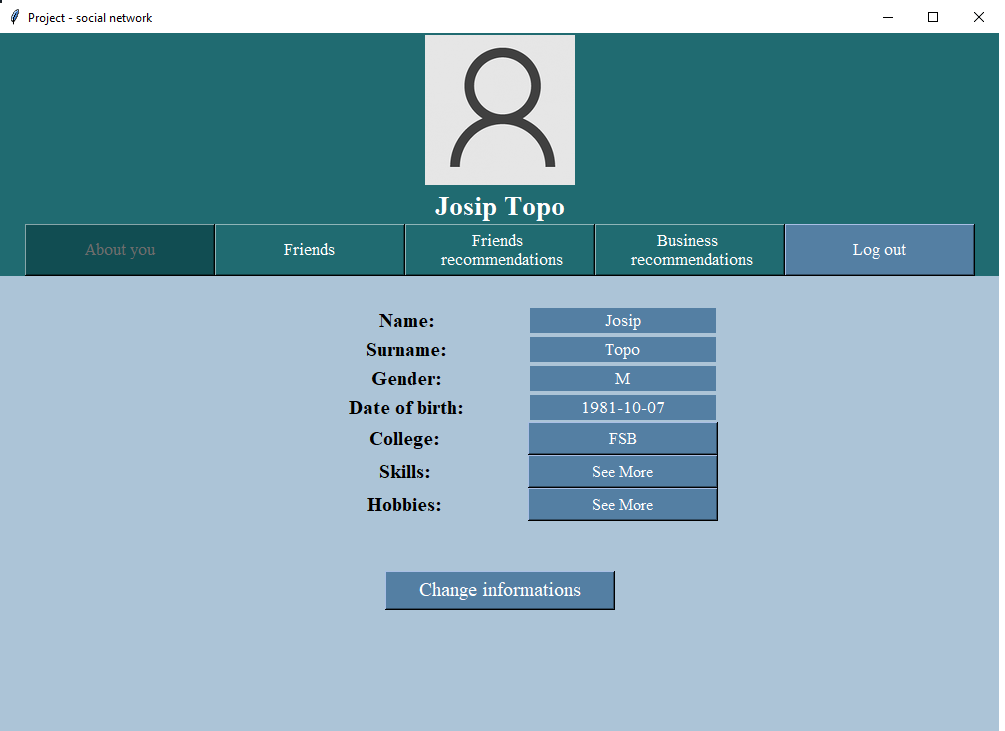 Project - social network
Josip Topo
About you
Friends
Friends
recommendations
Business
recommendations
Log out
Name: Josip
Surname: Topo
Gender: M
Date of birth: 1981-10-07
College: FSB
Skills: See More
Hobbies: See More
Change informations